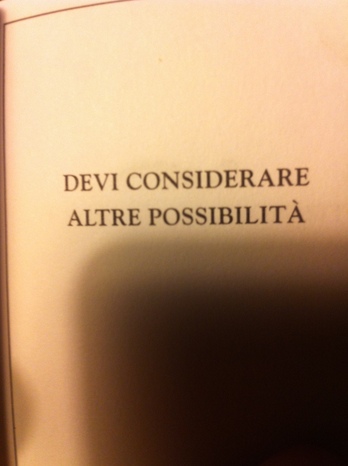 DEVI CONSIDERARE
ALTRE POSSIBILITÀ